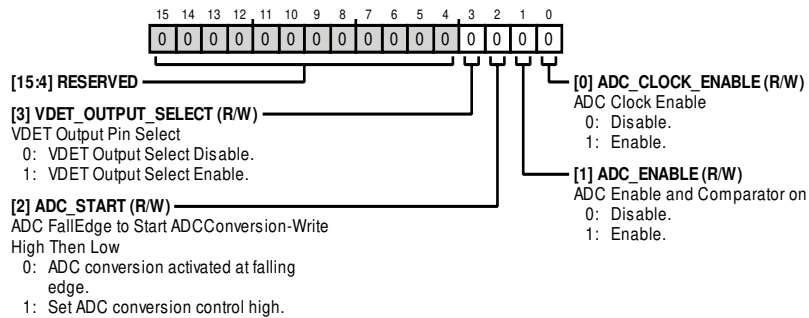 15 14 13 12 11 10 9 8 7 6 5 4 3 2 1 0
0 0 0 0 0 0 0 0 0 0 0 0 0 0 0 0
[15:4] RESERVED
[3] VDET_OUTPUT_SELECT (R/W)
VDET Output Pin Select
0: VDET Output Select Disable.
1: VDET Output Select Enable.
[2] ADC_START (R/W)
ADC FallEdge to Start ADCConversion-Write
High Then Low
0: ADC conversion activated at falling
edge.
1: Set ADC conversion control high.
[0] ADC_CLOCK_ENABLE (R/W)
ADC Clock Enable
0: Disable.
1: Enable.
[1] ADC_ENABLE (R/W)
ADC Enable and Comparator on
0: Disable.
1: Enable.